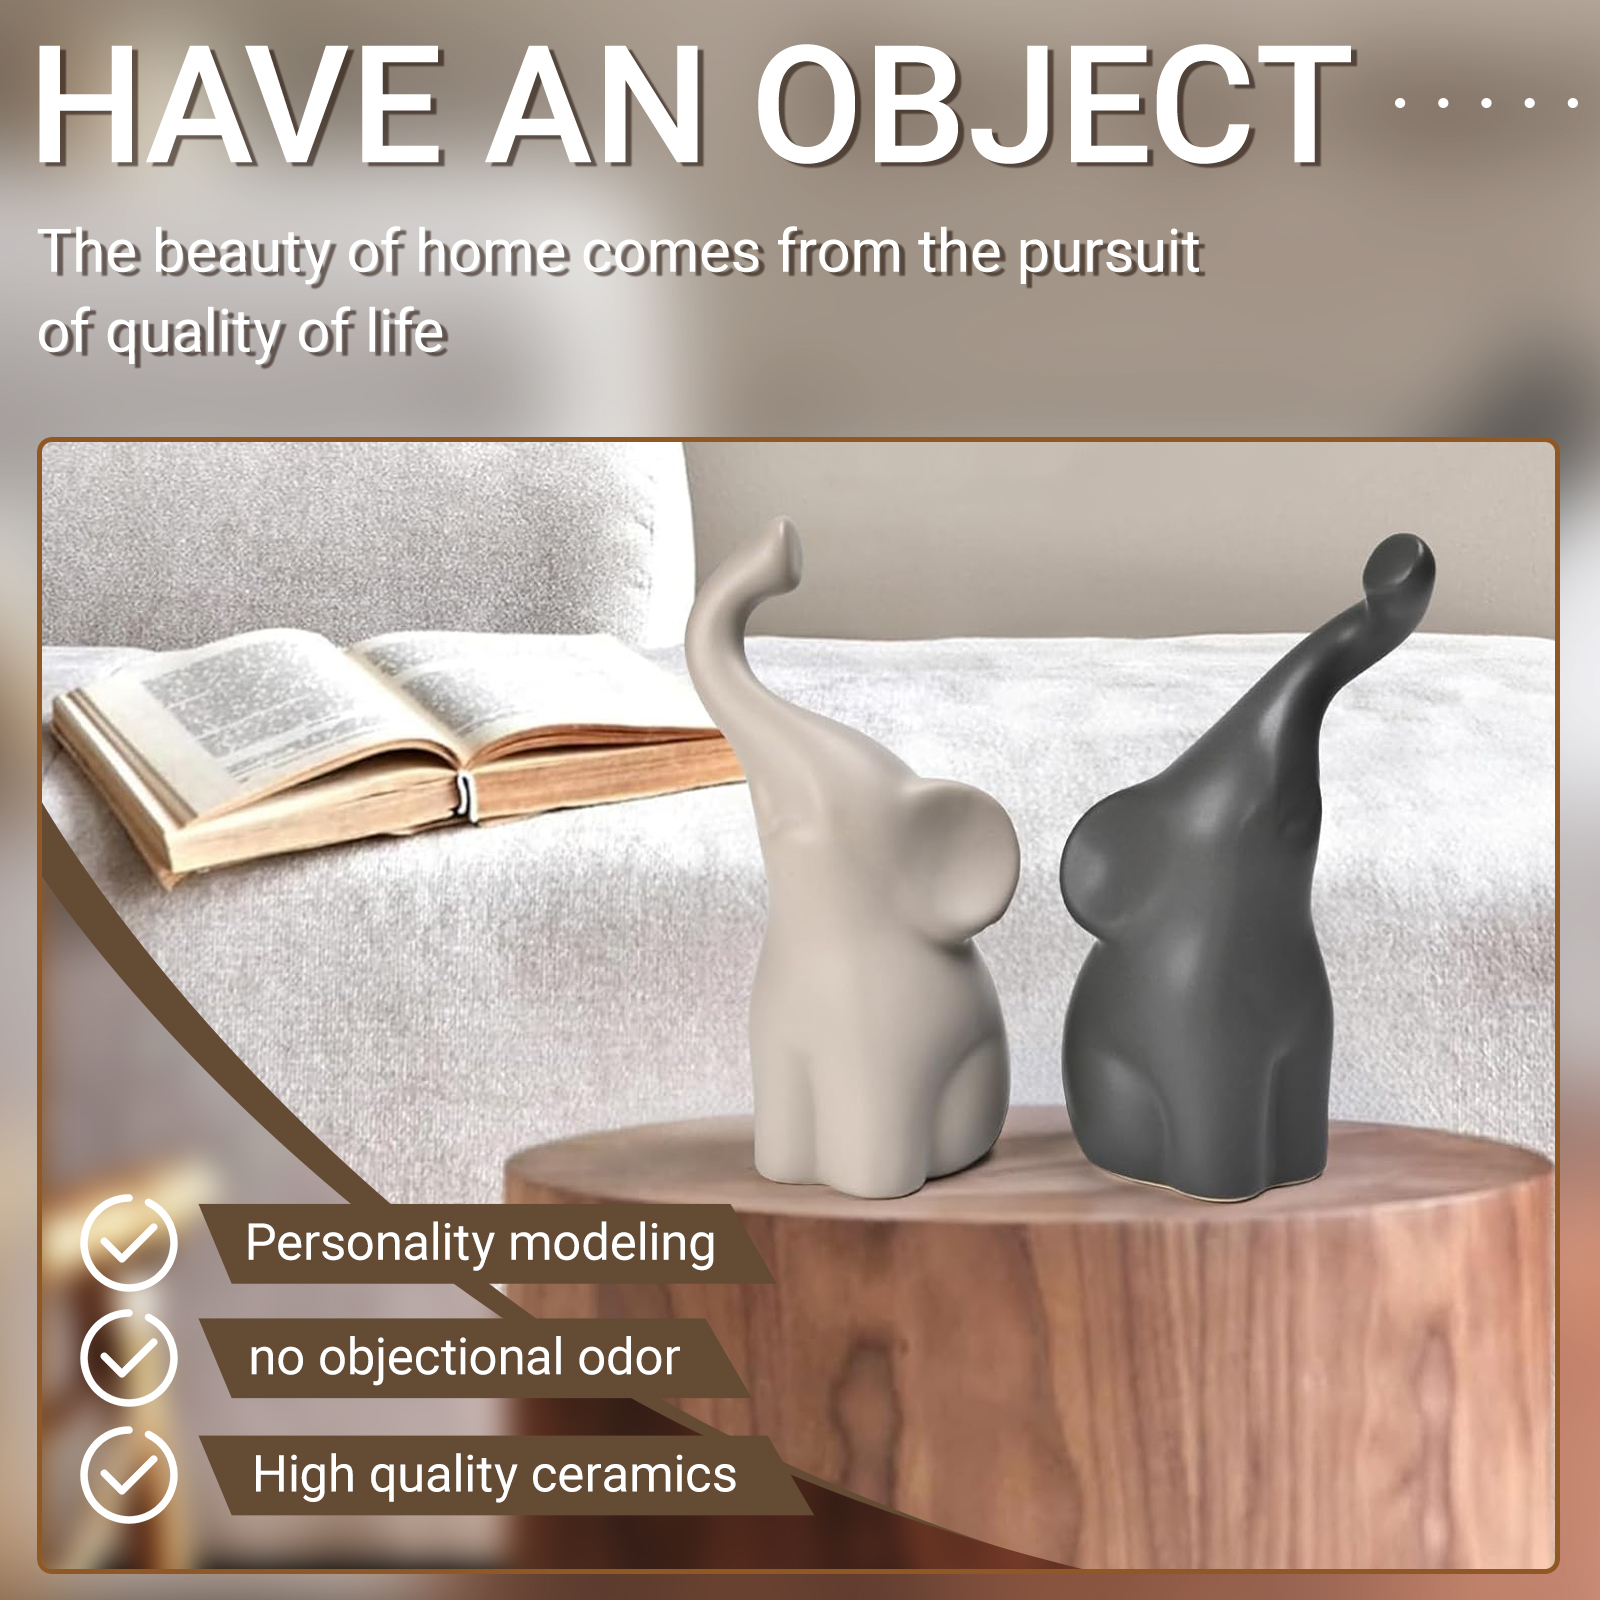 HAVE AN OBJECT .....
The beauty of home comes from the pursuit
of quality of life
Personality modeling
no objectional odor
High quality ceramics